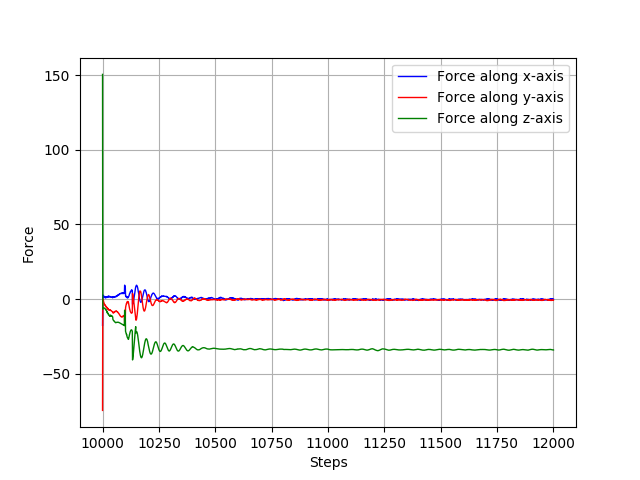 150
100
50
0
−50
Force
10000 10250 10500 10750 11000 11250 11500 11750 12000
Steps
Force along x-axis
Force along y-axis
Force along z-axis